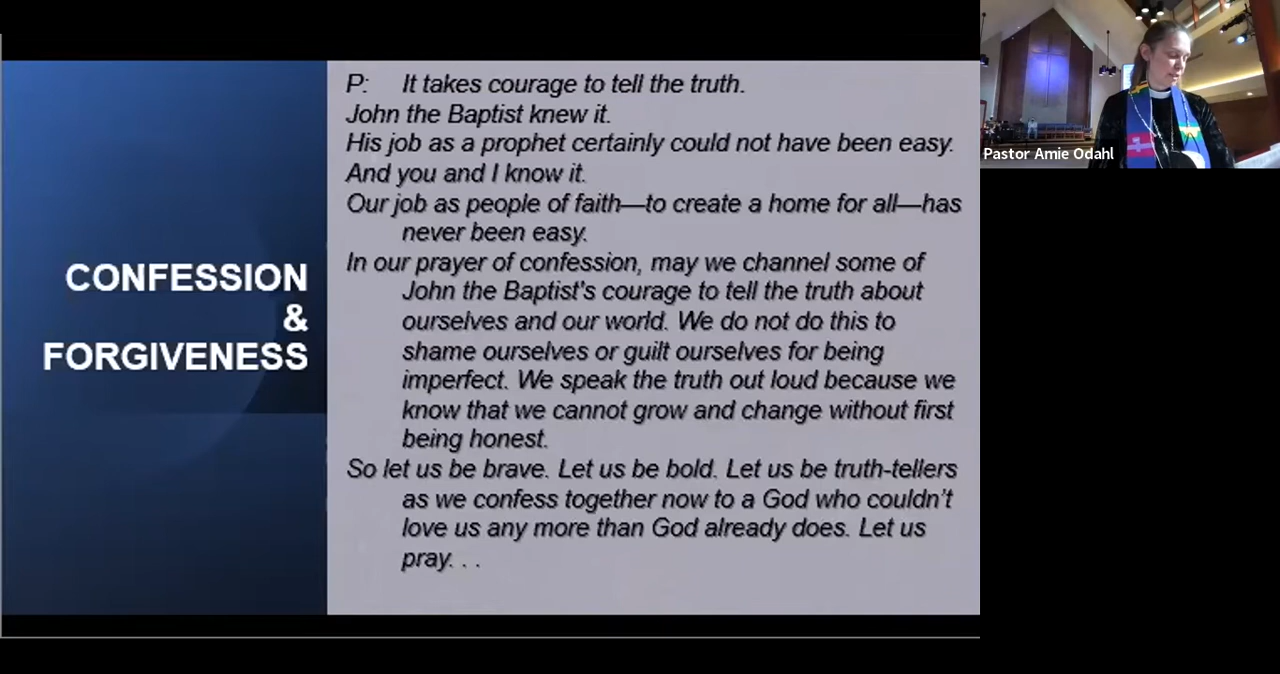 CONFESSION
&
FORGIVENESS
P: It takes courage to tell the truth.
John the Baptist knew it.
His job as a prophet certainly could not have been easy.
And you and I know it.
Our job as people of faith—to create a home for all—has
never been easy.
In our prayer of confession, may we channel some of
John the Baptist's courage to tell the truth about
ourselves and our world. We do not do this to
shame ourselves or guilt ourselves for being
imperfect. We speak the truth out loud because we
know that we cannot grow and change without first
being honest.
So let us be brave. Let us be bold. Let us be truth-tellers
as we confess together now to a God who couldn't
love us any more than God already does. Let us
pray. . .
Pastor Amie Odahl